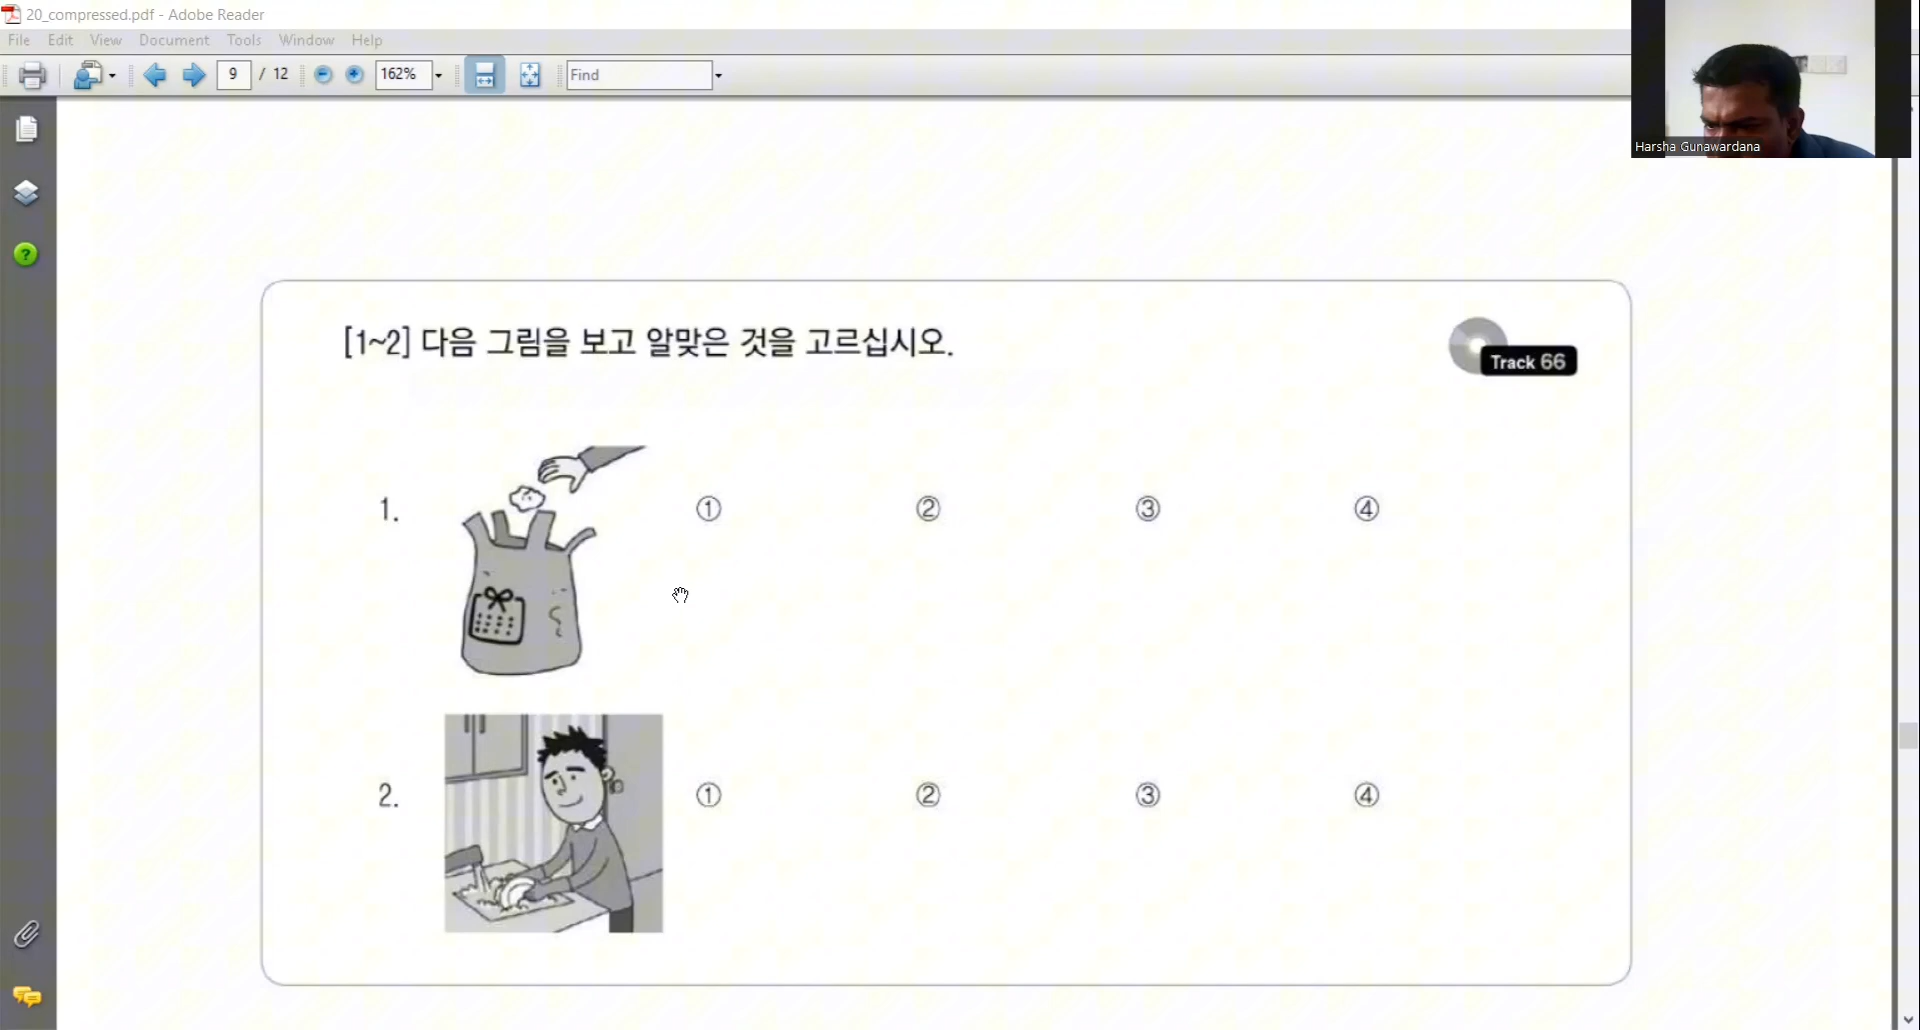 20_compressed.pdf - Adobe Reader
File Edit View Document Tools Window Help
9 / 12 162% Find
Harsha Gunawardana
[1~2] 다음 그림을 보고 알맞은 것을 고르십시오.
Track 66
1. ① ② ③ ④
2. ① ② ③ ④